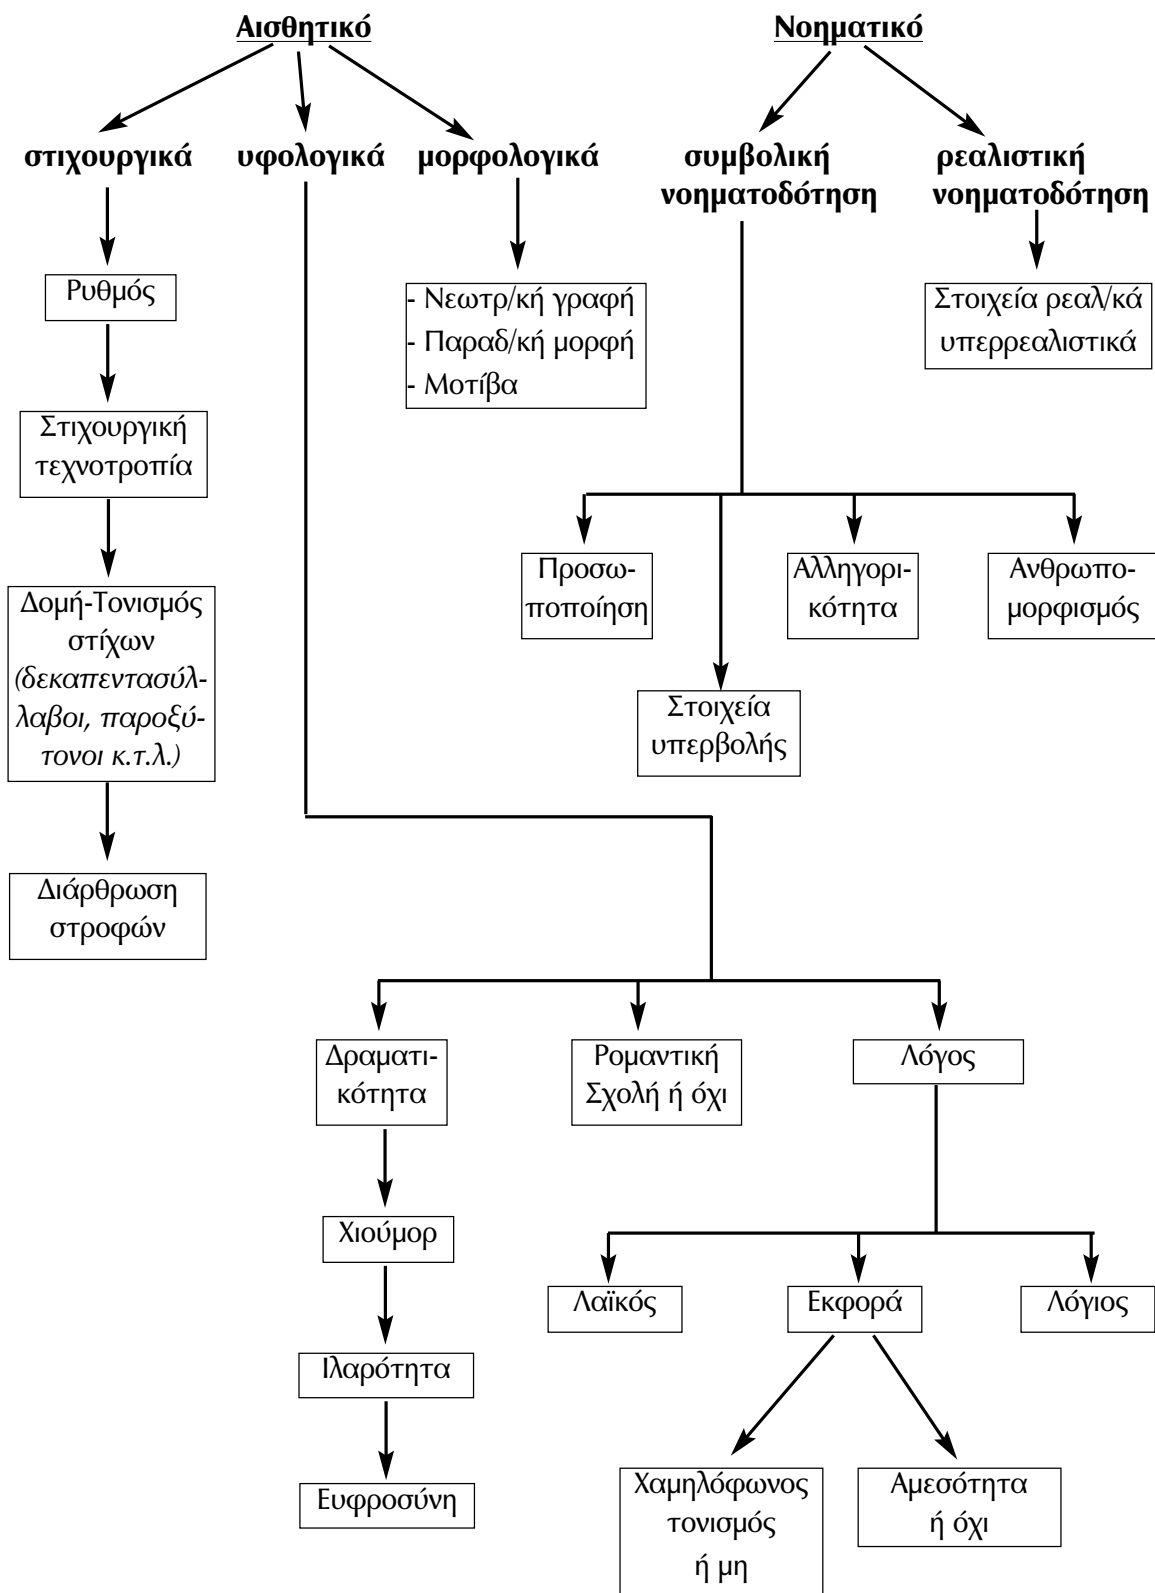 Αισθητικό
Νοηματικό
στιχουργικά
υφολογικά
μορφολογικά
συμβολική
νοηματοδότηση
ρεαλιστική
νοηματοδότηση
Ρυθμός
- Νεωτρ/κή γραφή
- Παραδ/κή μορφή
- Μοτίβα
Στοιχεία ρεαλ/κά
υπερρεαλιστικά
Στιχουργική
τεχνοτροπία
Προσω-
ποποίηση
Αλληγορι-
κότητα
Ανθρωπο-
μορφισμός
Δομή-Τονισμός
στίχων
(δεκαπεντασύλ-
λαβοι, παροξύ-
τονοι κ.τ.λ.)
Στοιχεία
υπερβολής
Διάρθρωση
στροφών
Δραματι-
κότητα
Ρομαντική
Σχολή ή όχι
Λόγος
Χιούμορ
Λαϊκός
Εκφορά
Λόγιος
Ιλαρότητα
Ευφροσύνη
Χαμηλόφωνος
τονισμός
ή μη
Αμεσότητα
ή όχι